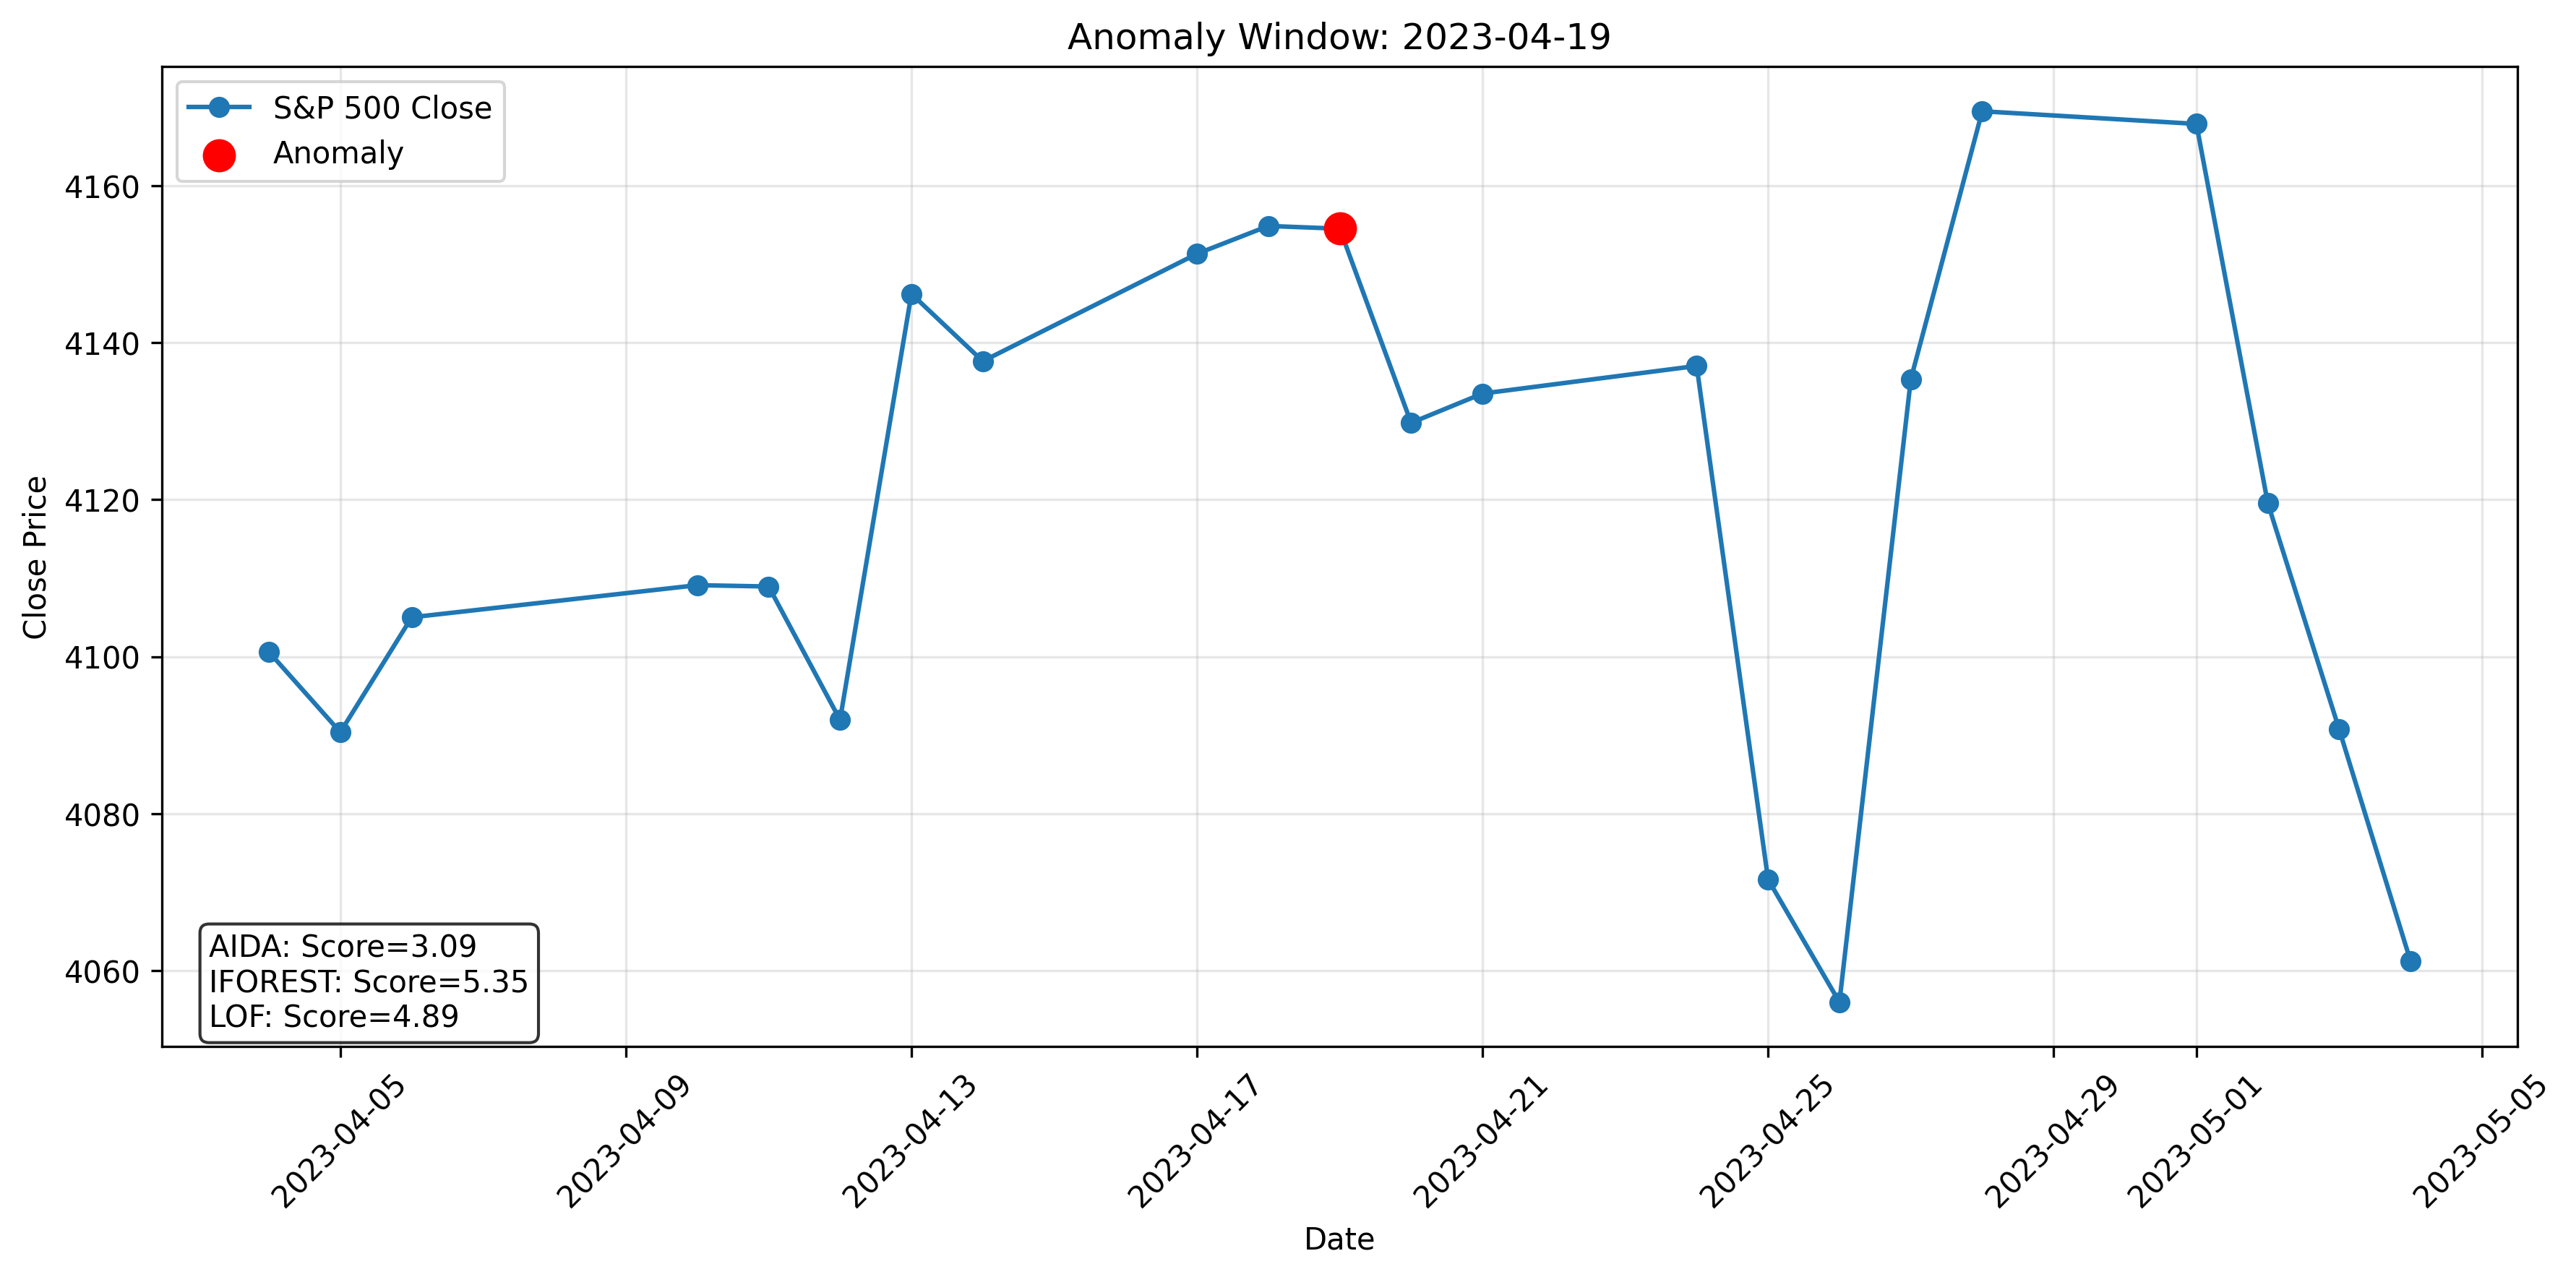 Anomaly Window: 2023-04-19
S&P 500 Close
Anomaly
Close Price
4160
4140
4120
4100
4080
4060
AIDA: Score=3.09
IFOREST: Score=5.35
LOF: Score=4.89
2023-04-05
2023-04-09
2023-04-13
2023-04-17
2023-04-21
2023-04-25
2023-04-29
2023-05-01
2023-05-05
Date